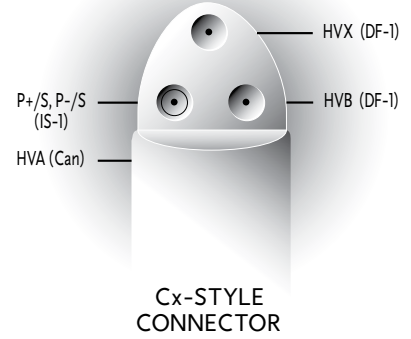 HVX (DF-1)
P+/S, P-/S
(IS-1)
HVB (DF-1)
HVA (Can)
Cx-STYLE
CONNECTOR